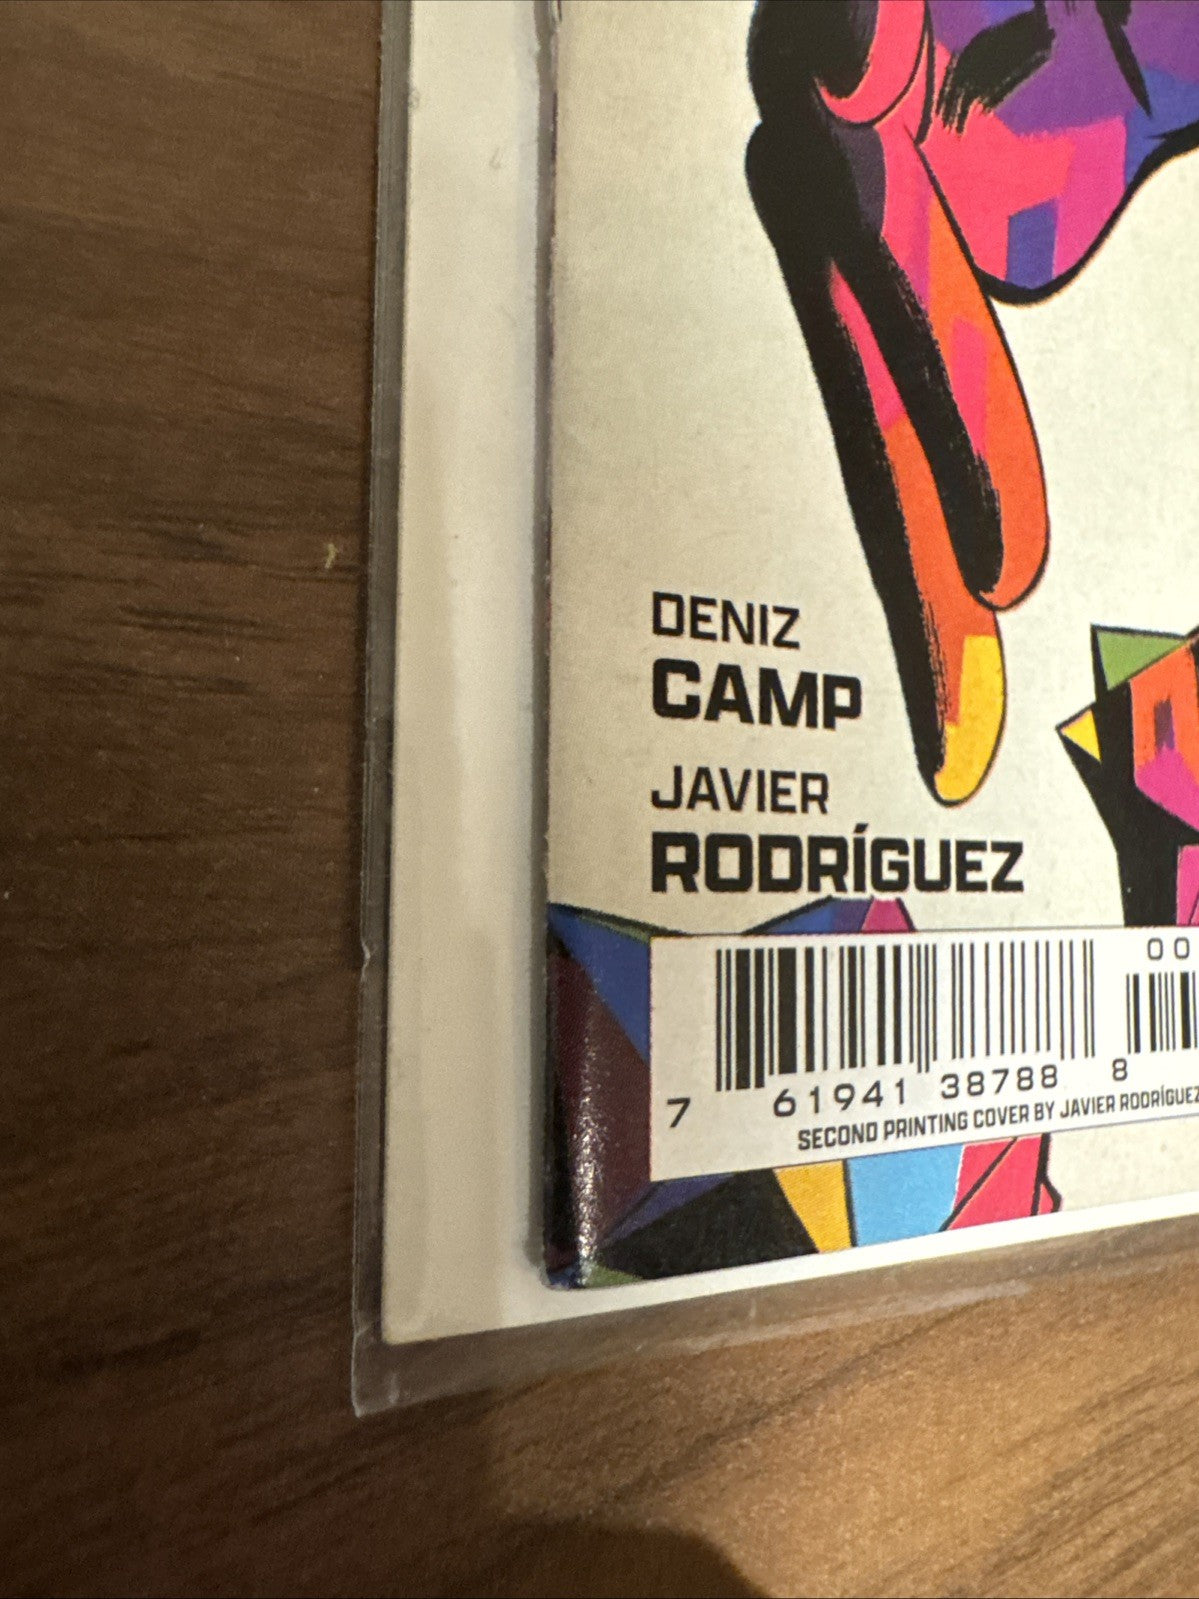 DENIZ
CAMP
JAVIER
RODRÍGUEZ
00
7 61941 38788 8
SECOND PRINTING COVER BY JAVIER RODRÍGUEZ